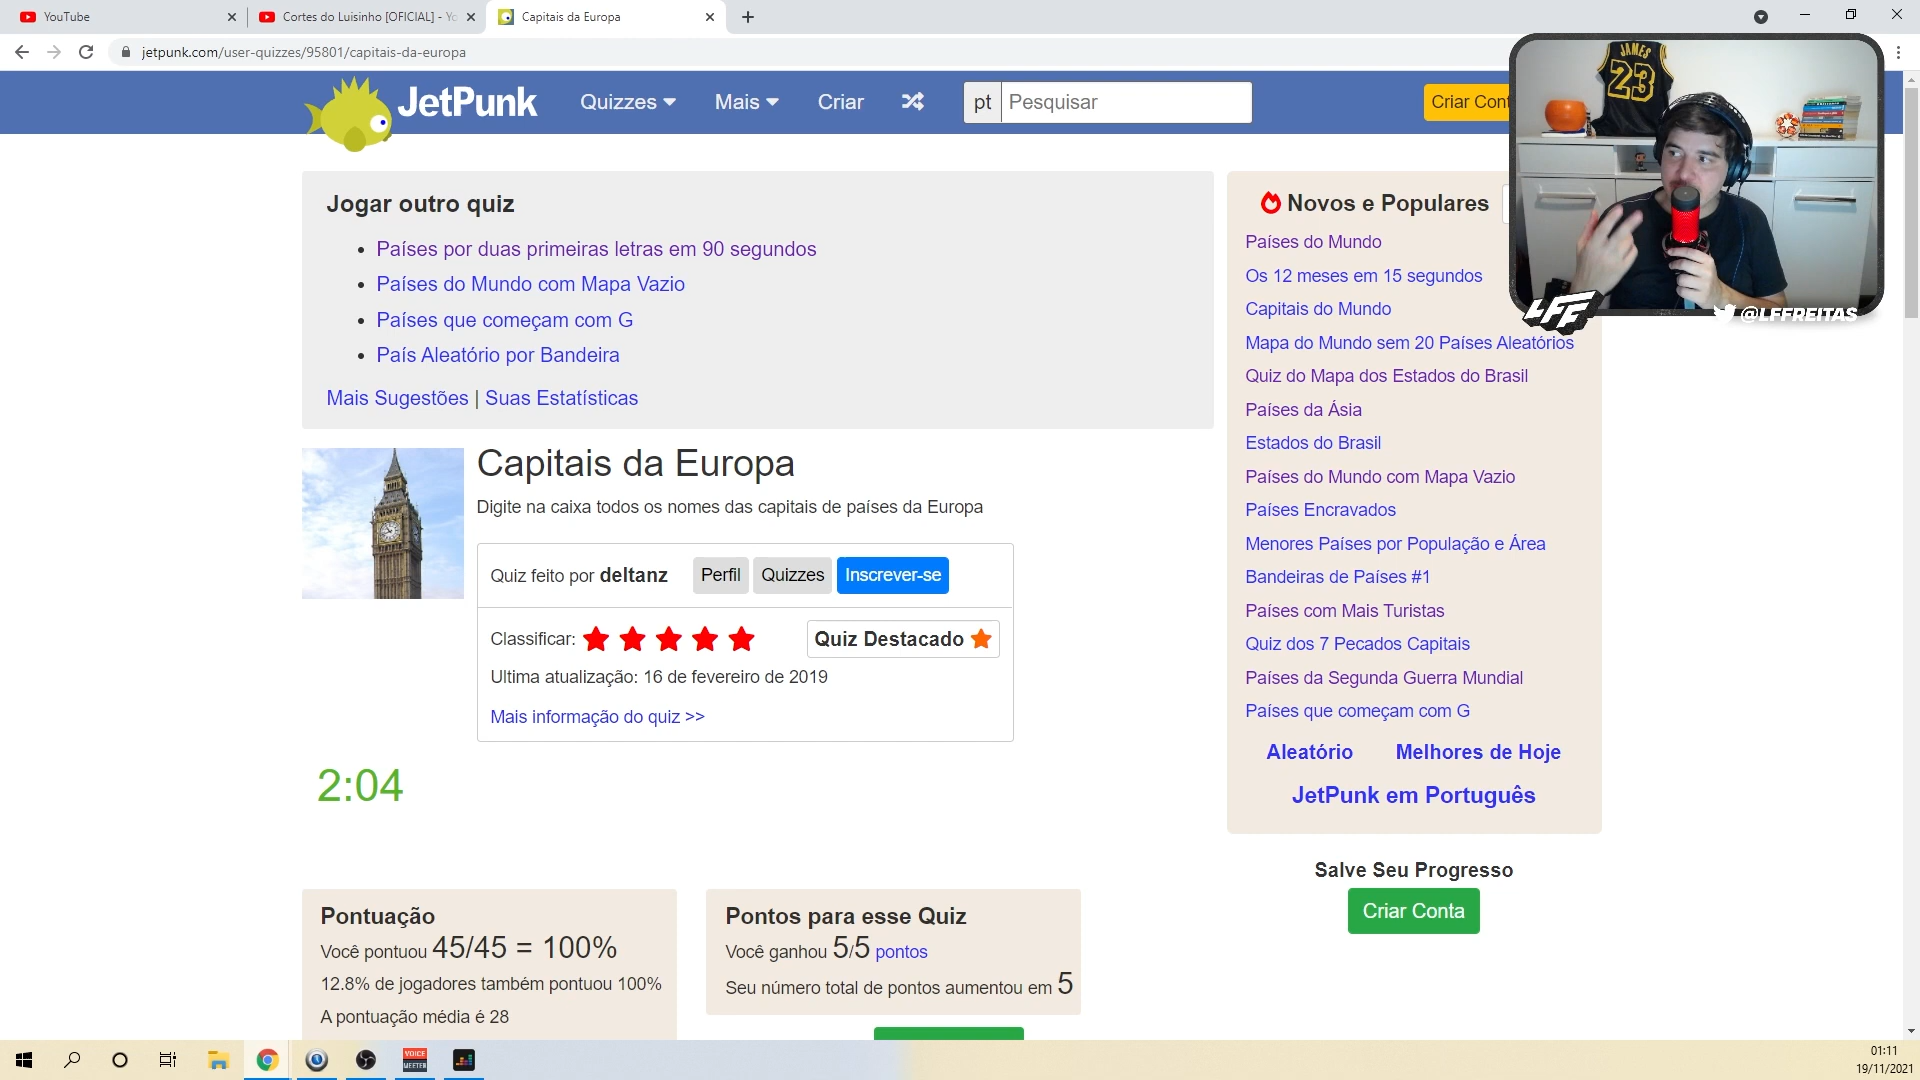 YouTube
Cortes do Luisinho [OFICIAL] - Yo
Capitais da Europa
jetpunk.com/user-quizzes/95801/capitais-da-europa
JetPunk
Quizzes
Mais
Criar
pt
Pesquisar
Criar Cont
JAMES
23
LFF
@LFFREITAS
Jogar outro quiz
Países por duas primeiras letras em 90 segundos
Países do Mundo com Mapa Vazio
Países que começam com G
País Aleatório por Bandeira
Mais Sugestões | Suas Estatísticas
Capitais da Europa
Digite na caixa todos os nomes das capitais de países da Europa
Quiz feito por deltanz
Perfil
Quizzes
Inscrever-se
Classificar:
Quiz Destacado
Ultima atualização: 16 de fevereiro de 2019
Mais informação do quiz >>
2:04
Pontuação
Você pontuou 45/45 = 100%
12.8% de jogadores também pontuou 100%
A pontuação média é 28
Pontos para esse Quiz
Você ganhou 5/5 pontos
Seu número total de pontos aumentou em 5
Novos e Populares
Países do Mundo
Os 12 meses em 15 segundos
Capitais do Mundo
Mapa do Mundo sem 20 Países Aleatórios
Quiz do Mapa dos Estados do Brasil
Países da Ásia
Estados do Brasil
Países do Mundo com Mapa Vazio
Países Encravados
Menores Países por População e Área
Bandeiras de Países #1
Países com Mais Turistas
Quiz dos 7 Pecados Capitais
Países da Segunda Guerra Mundial
Países que começam com G
Aleatório
Melhores de Hoje
JetPunk em Português
Salve Seu Progresso
Criar Conta
VOICE
MEETER
01:11
19/11/2021